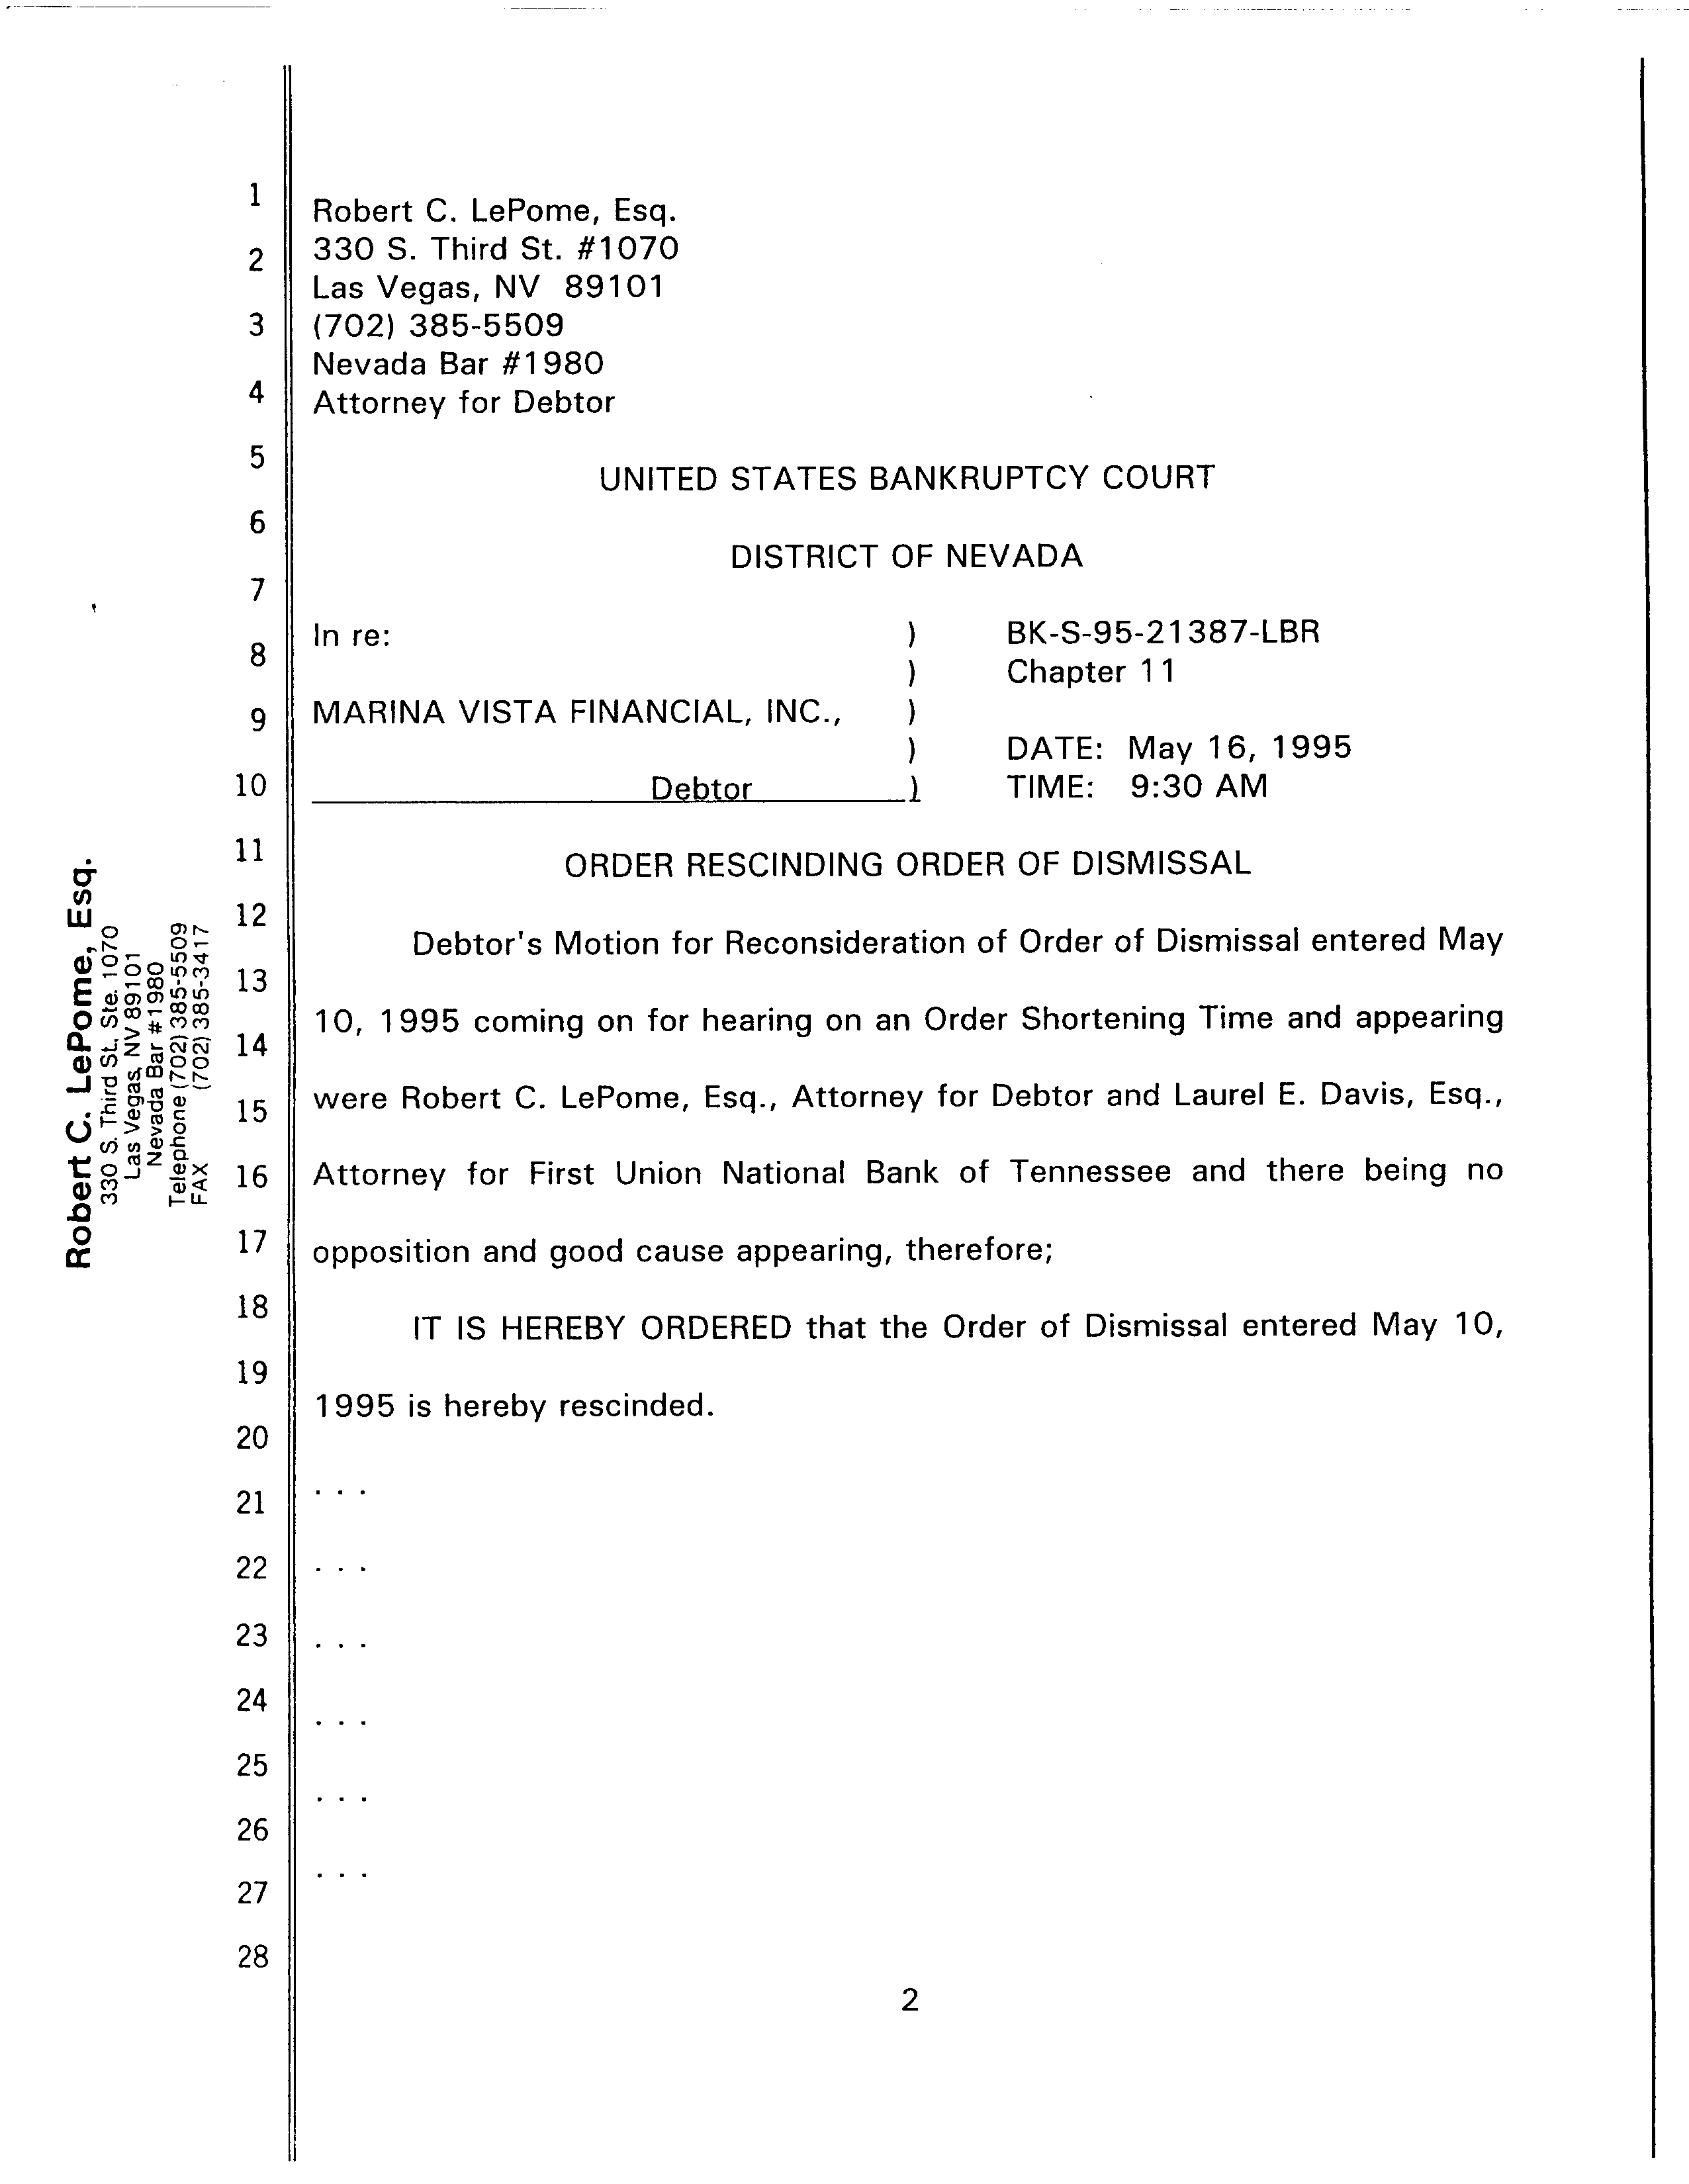 Robert C. LePome, Esq.
330 S. Third St., Ste. 1070
Las Vegas, NV 89101
Nevada Bar #1980
Telephone (702) 385-5509
FAX (702) 385-3417
1
2
3
4
5
6
7
8
9
10
11
12
13
14
15
16
17
18
19
20
21
22
23
24
25
26
27
28
Robert C. LePome, Esq.
330 S. Third St. #1070
Las Vegas, NV 89101
(702) 385-5509
Nevada Bar #1980
Attorney for Debtor
UNITED STATES BANKRUPTCY COURT
DISTRICT OF NEVADA
In re: ) BK-S-95-21387-LBR
) Chapter 11
MARINA VISTA FINANCIAL, INC., )
) DATE: May 16, 1995
Debtor ) TIME: 9:30 AM
ORDER RESCINDING ORDER OF DISMISSAL
Debtor's Motion for Reconsideration of Order of Dismissal entered May
10, 1995 coming on for hearing on an Order Shortening Time and appearing
were Robert C. LePome, Esq., Attorney for Debtor and Laurel E. Davis, Esq.,
Attorney for First Union National Bank of Tennessee and there being no
opposition and good cause appearing, therefore;
IT IS HEREBY ORDERED that the Order of Dismissal entered May 10,
1995 is hereby rescinded.
. . .
. . .
. . .
. . .
. . .
. . .
2